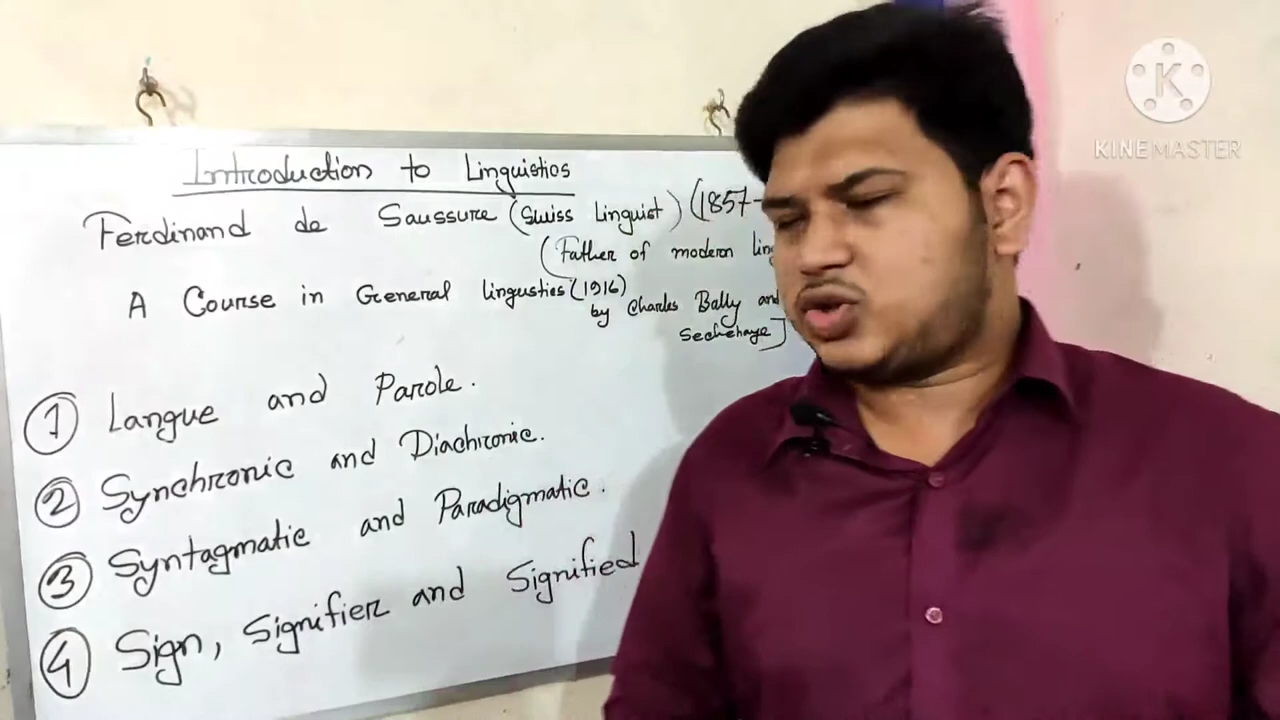 Introduction to Linguistics
Ferdinand de Saussure (Swiss Linguist) (1857-
(Father of modern ling
A Course in General lingustics (1916)
by Charles Bally and
Sechehaye]
① Langue and Parole.
② Synchronic and Diachronic.
③ Syntagmatic and Paradigmatic.
④ Sign, Signifier and Signified
K
KINEMASTER